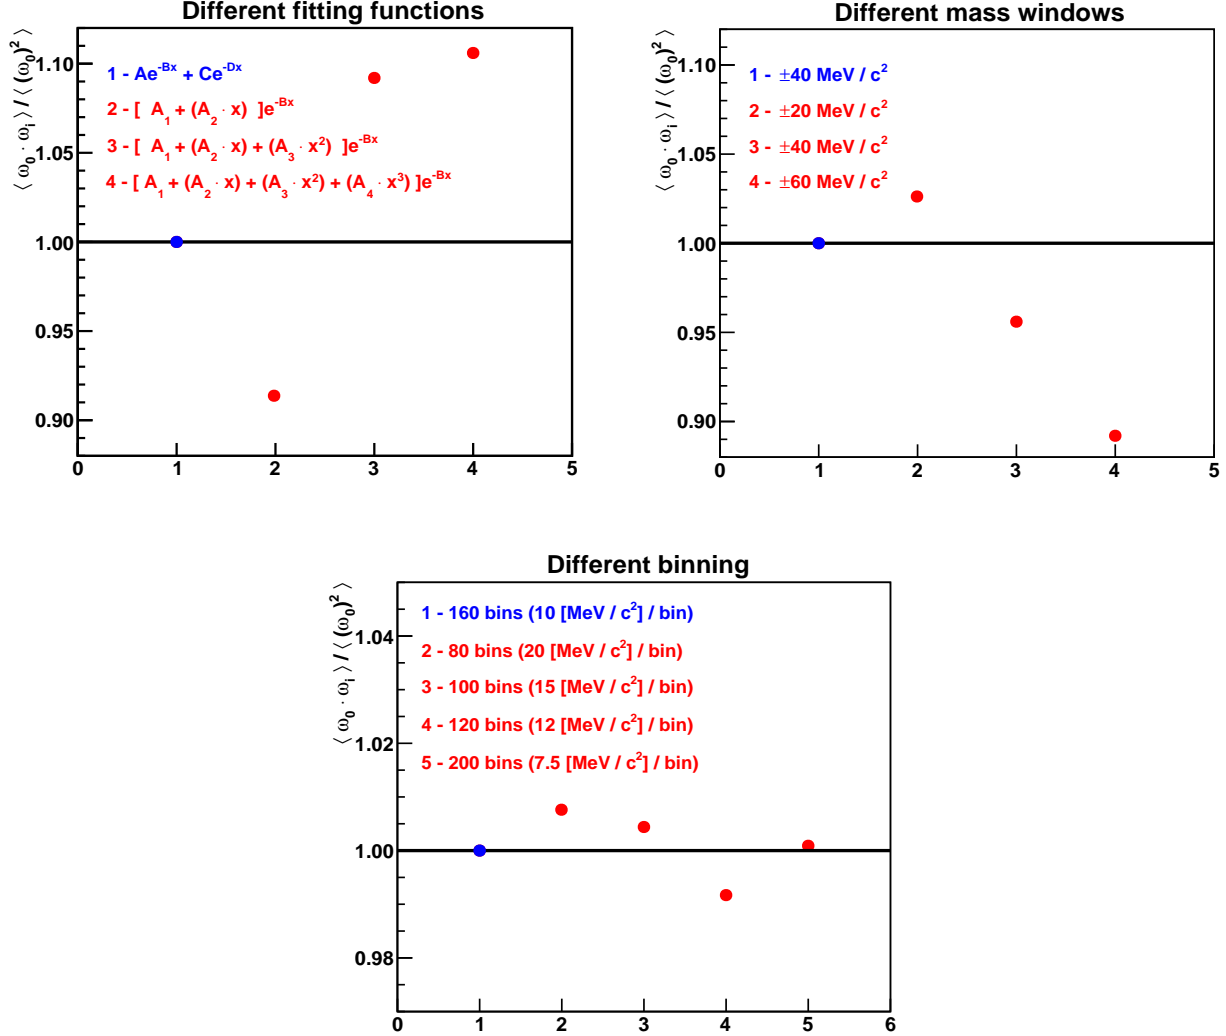 Different fitting functions
⟨ ω₀ · ωᵢ ⟩ / ⟨ (ω₀)² ⟩
1 - Ae^-Bx + Ce^-Dx
2 - [ A₁ + (A₂ · x) ]e^-Bx
3 - [ A₁ + (A₂ · x) + (A₃ · x²) ]e^-Bx
4 - [ A₁ + (A₂ · x) + (A₃ · x²) + (A₄ · x³) ]e^-Bx
1.10
1.05
1.00
0.95
0.90
0 1 2 3 4 5
Different mass windows
⟨ ω₀ · ωᵢ ⟩ / ⟨ (ω₀)² ⟩
1 - ±40 MeV / c²
2 - ±20 MeV / c²
3 - ±40 MeV / c²
4 - ±60 MeV / c²
1.10
1.05
1.00
0.95
0.90
0 1 2 3 4 5
Different binning
⟨ ω₀ · ωᵢ ⟩ / ⟨ (ω₀)² ⟩
1 - 160 bins (10 [MeV / c²] / bin)
2 - 80 bins (20 [MeV / c²] / bin)
3 - 100 bins (15 [MeV / c²] / bin)
4 - 120 bins (12 [MeV / c²] / bin)
5 - 200 bins (7.5 [MeV / c²] / bin)
1.04
1.02
1.00
0.98
0 1 2 3 4 5 6